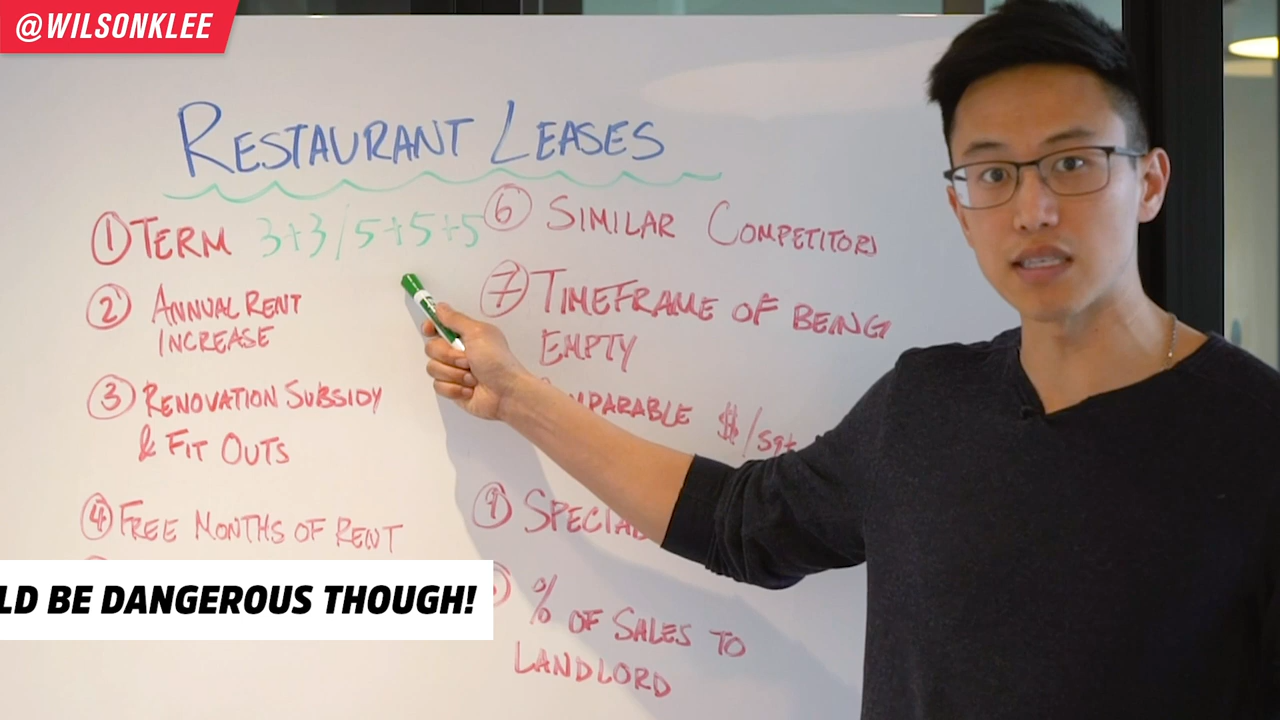 @WILSONKLEE
RESTAURANT LEASES
① TERM 3+3/5+5+5
② ANNUAL RENT
INCREASE
③ RENOVATION SUBSIDY
& FIT OUTS
④ FREE MONTHS OF RENT
⑥ SIMILAR COMPETITORS
⑦ TIMEFRAME OF BEING
EMPTY
$$/sqt
⑨
% OF SALES TO
LANDLORD
BE DANGEROUS THOUGH!